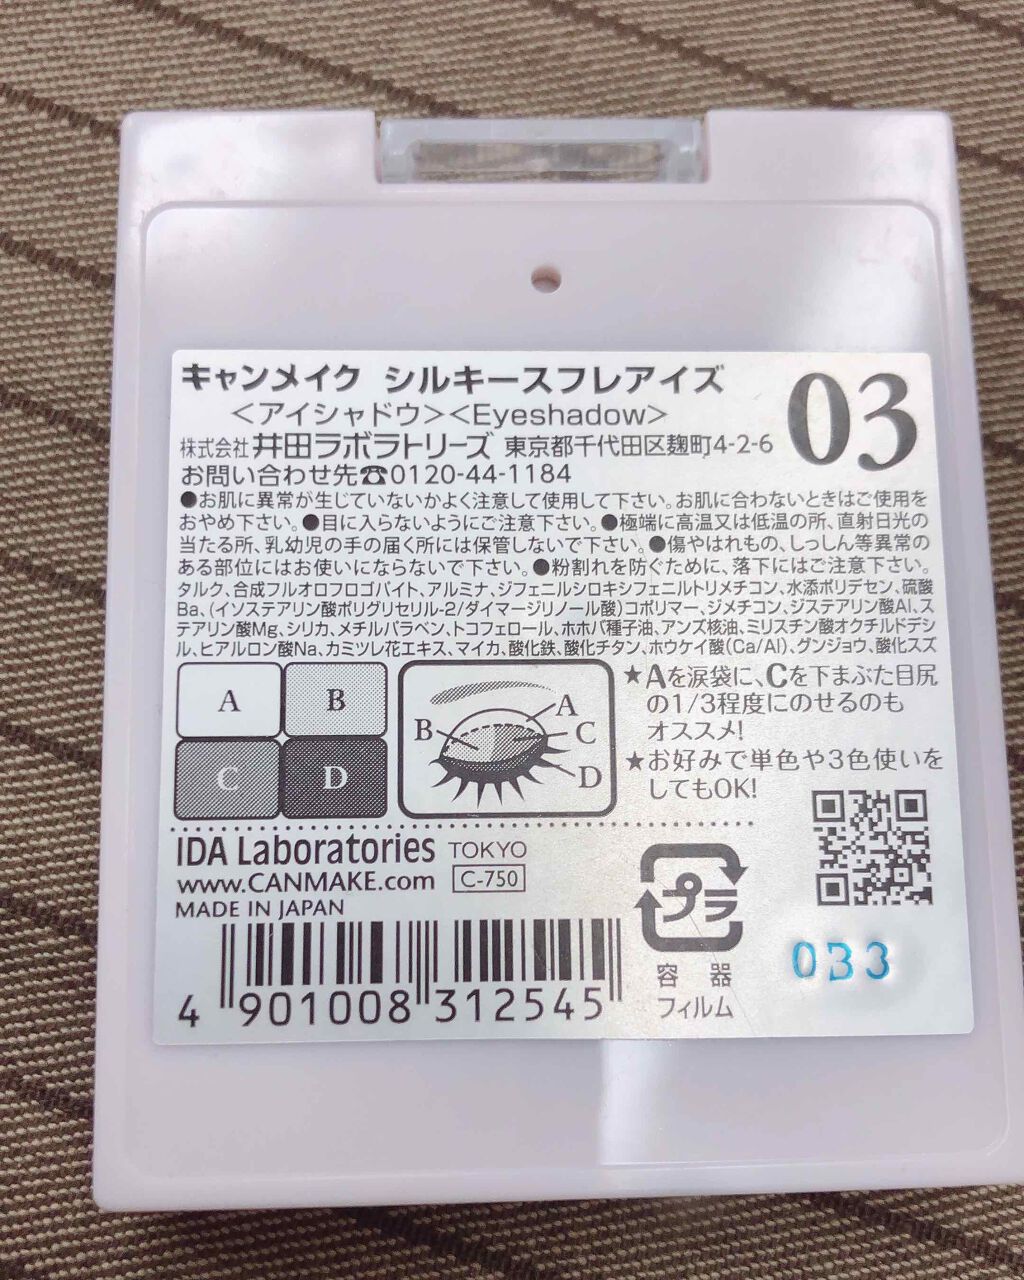 キャンメイク シルキースフレアイズ
03
＜アイシャドウ＞＜Eyeshadow＞
株式会社 井田ラボラトリーズ 東京都千代田区麹町4-2-6
お問い合わせ先☎0120-44-1184
●お肌に異常が生じていないかよく注意して使用して下さい。お肌に合わないときはご使用を
おやめ下さい。●目に入らないようにご注意下さい。●極端に高温又は低温の所、直射日光の
当たる所、乳幼児の手の届く所には保管しないで下さい。●傷やはれもの、しっしん等異常の
ある部位にはお使いにならないで下さい。●粉割れを防ぐために、落下にはご注意下さい。
タルク、合成フルオロフロゴパイト、アルミナ、ジフェニルシロキシフェニルトリメチコン、水添ポリデセン、硫酸
Ba、(イソステアリン酸ポリグリセリル-2/ダイマージリノール酸)コポリマー、ジメチコン、ジステアリン酸Al、ス
テアリン酸Mg、シリカ、メチルパラベン、トコフェロール、ホホバ種子油、アンズ核油、ミリスチン酸オクチルドデシ
ル、ヒアルロン酸Na、カミツレ花エキス、マイカ、酸化鉄、酸化チタン、ホウケイ酸(Ca/Al)、グンジョウ、酸化スズ
A B
C D
A
B
C
D
★Aを涙袋に、Cを下まぶた目尻
の1/3程度にのせるのも
オススメ!
★お好みで単色や3色使いを
してもOK!
IDA Laboratories TOKYO
www.CANMAKE.com C-750
MADE IN JAPAN
4 901008 312545
プラ
容器
フィルム
033